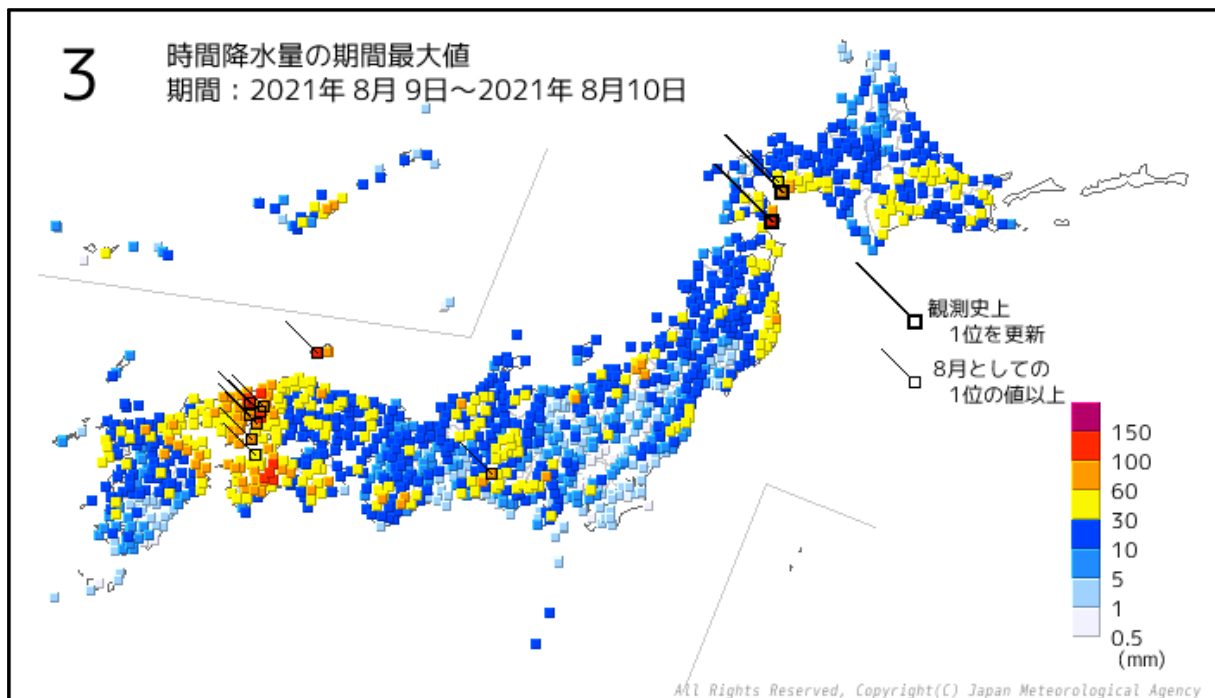 3
時間降水量の期間最大値
期間：2021年 8月 9日～2021年 8月10日
観測史上
1位を更新
8月としての
1位の値以上
150
100
60
30
10
5
1
0.5
(mm)
All Rights Reserved, Copyright(C) Japan Meteorological Agency